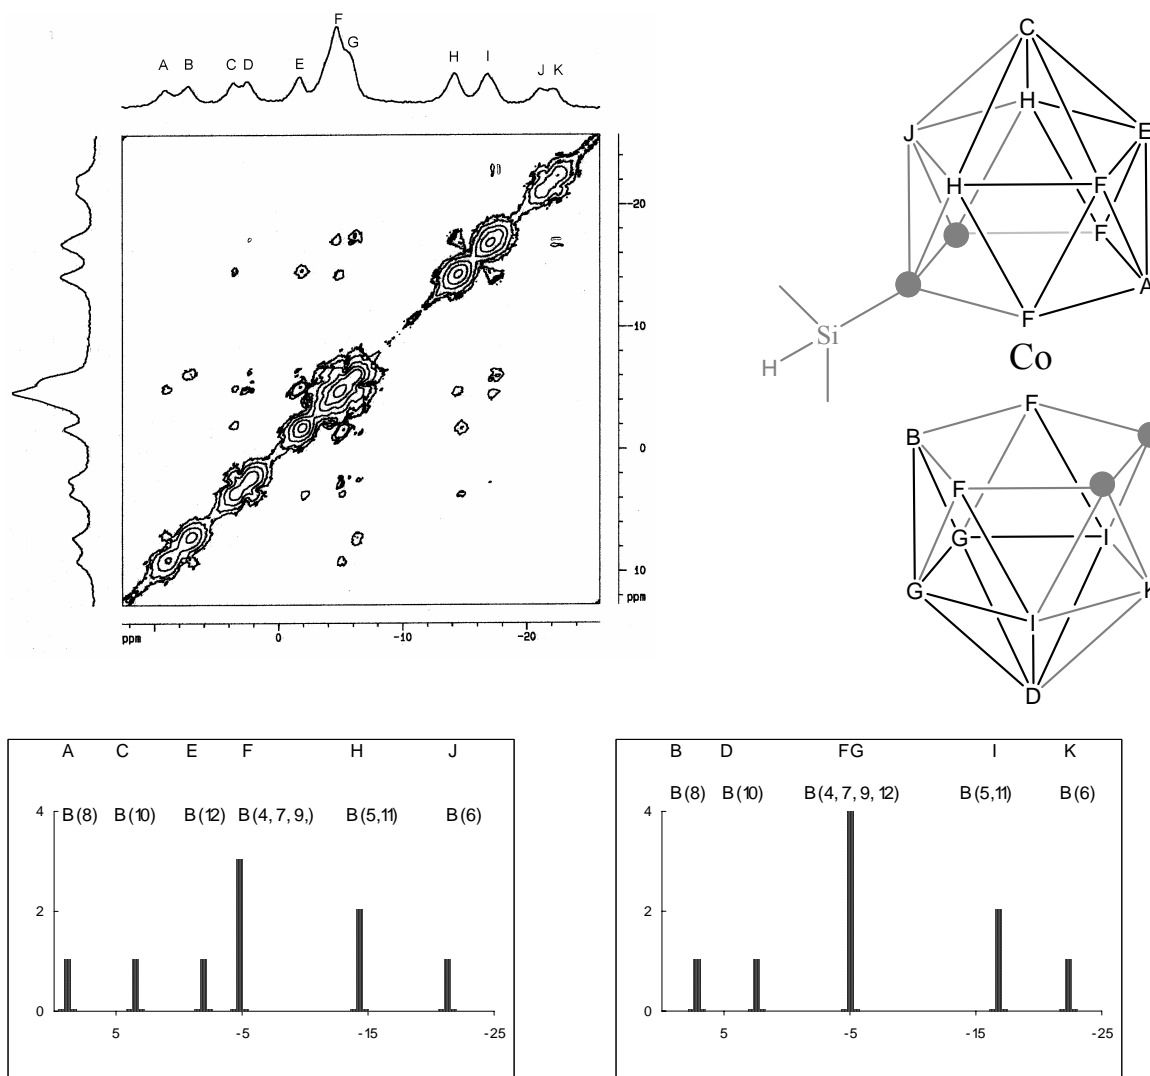 F
G
A B C D E H I J K
-20
-10
0
10
ppm
ppm 0 -10 -20
C
H
J E
H F
F
A
F
Si
H
Co
F
B
F
G I
G K
I
D
A C E F H J
B(8) B(10) B(12) B(4, 7, 9,) B(5,11) B(6)
4
2
0
5 -5 -15 -25
B D FG I K
B(8) B(10) B(4, 7, 9, 12) B(5,11) B(6)
4
2
0
5 -5 -15 -25